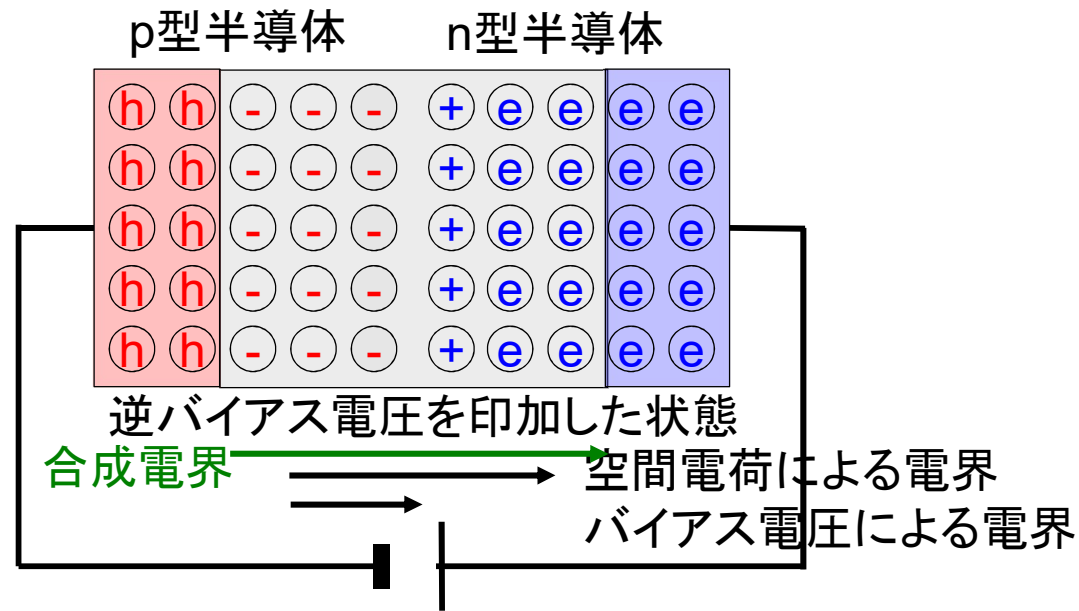 p型半導体 n型半導体
h h - - - + e e e e
h h - - - + e e e e
h h - - - + e e e e
h h - - - + e e e e
h h - - - + e e e e
逆バイアス電圧を印加した状態
合成電界
空間電荷による電界
バイアス電圧による電界